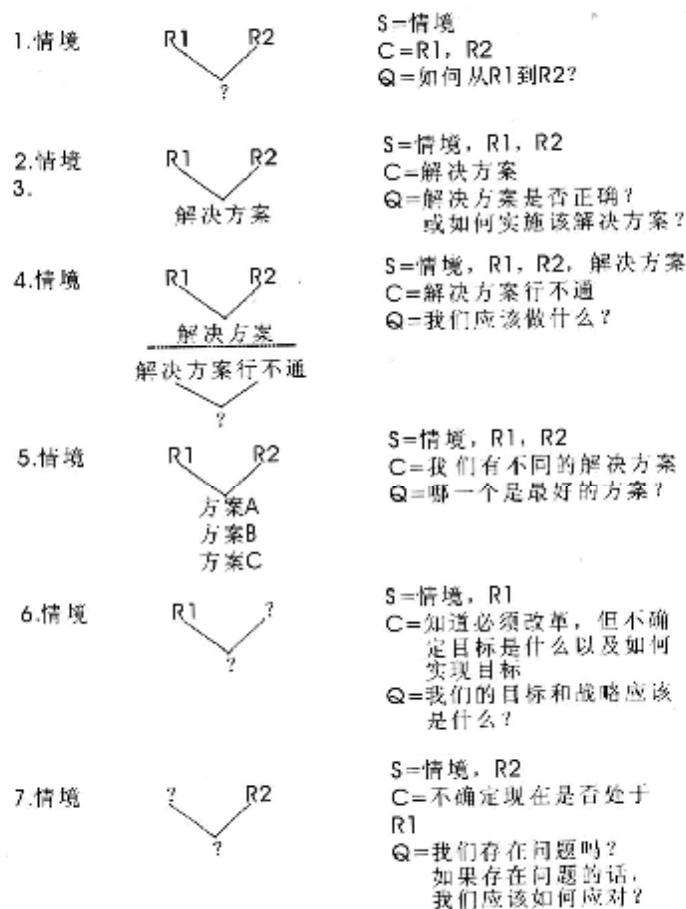 1.情境 R1 R2
?
S=情境
C=R1，R2
Q=如何从R1到R2？
2.情境 R1 R2
3.
解决方案
S=情境，R1，R2
C=解决方案
Q=解决方案是否正确？
或如何实施该解决方案？
4.情境 R1 R2
解决方案
解决方案行不通
?
S=情境，R1，R2，解决方案
C=解决方案行不通
Q=我们应该做什么？
5.情境 R1 R2
方案A
方案B
方案C
S=情境，R1，R2
C=我们有不同的解决方案
Q=哪一个是最好的方案？
6.情境 R1 ?
?
S=情境，R1
C=知道必须改革，但不确
定目标是什么以及如何
实现目标
Q=我们的目标和战略应该
是什么？
7.情境 ? R2
?
S=情境，R2
C=不确定现在是否处于
R1
Q=我们存在问题吗？
如果存在问题的话，
我们应该如何应对？